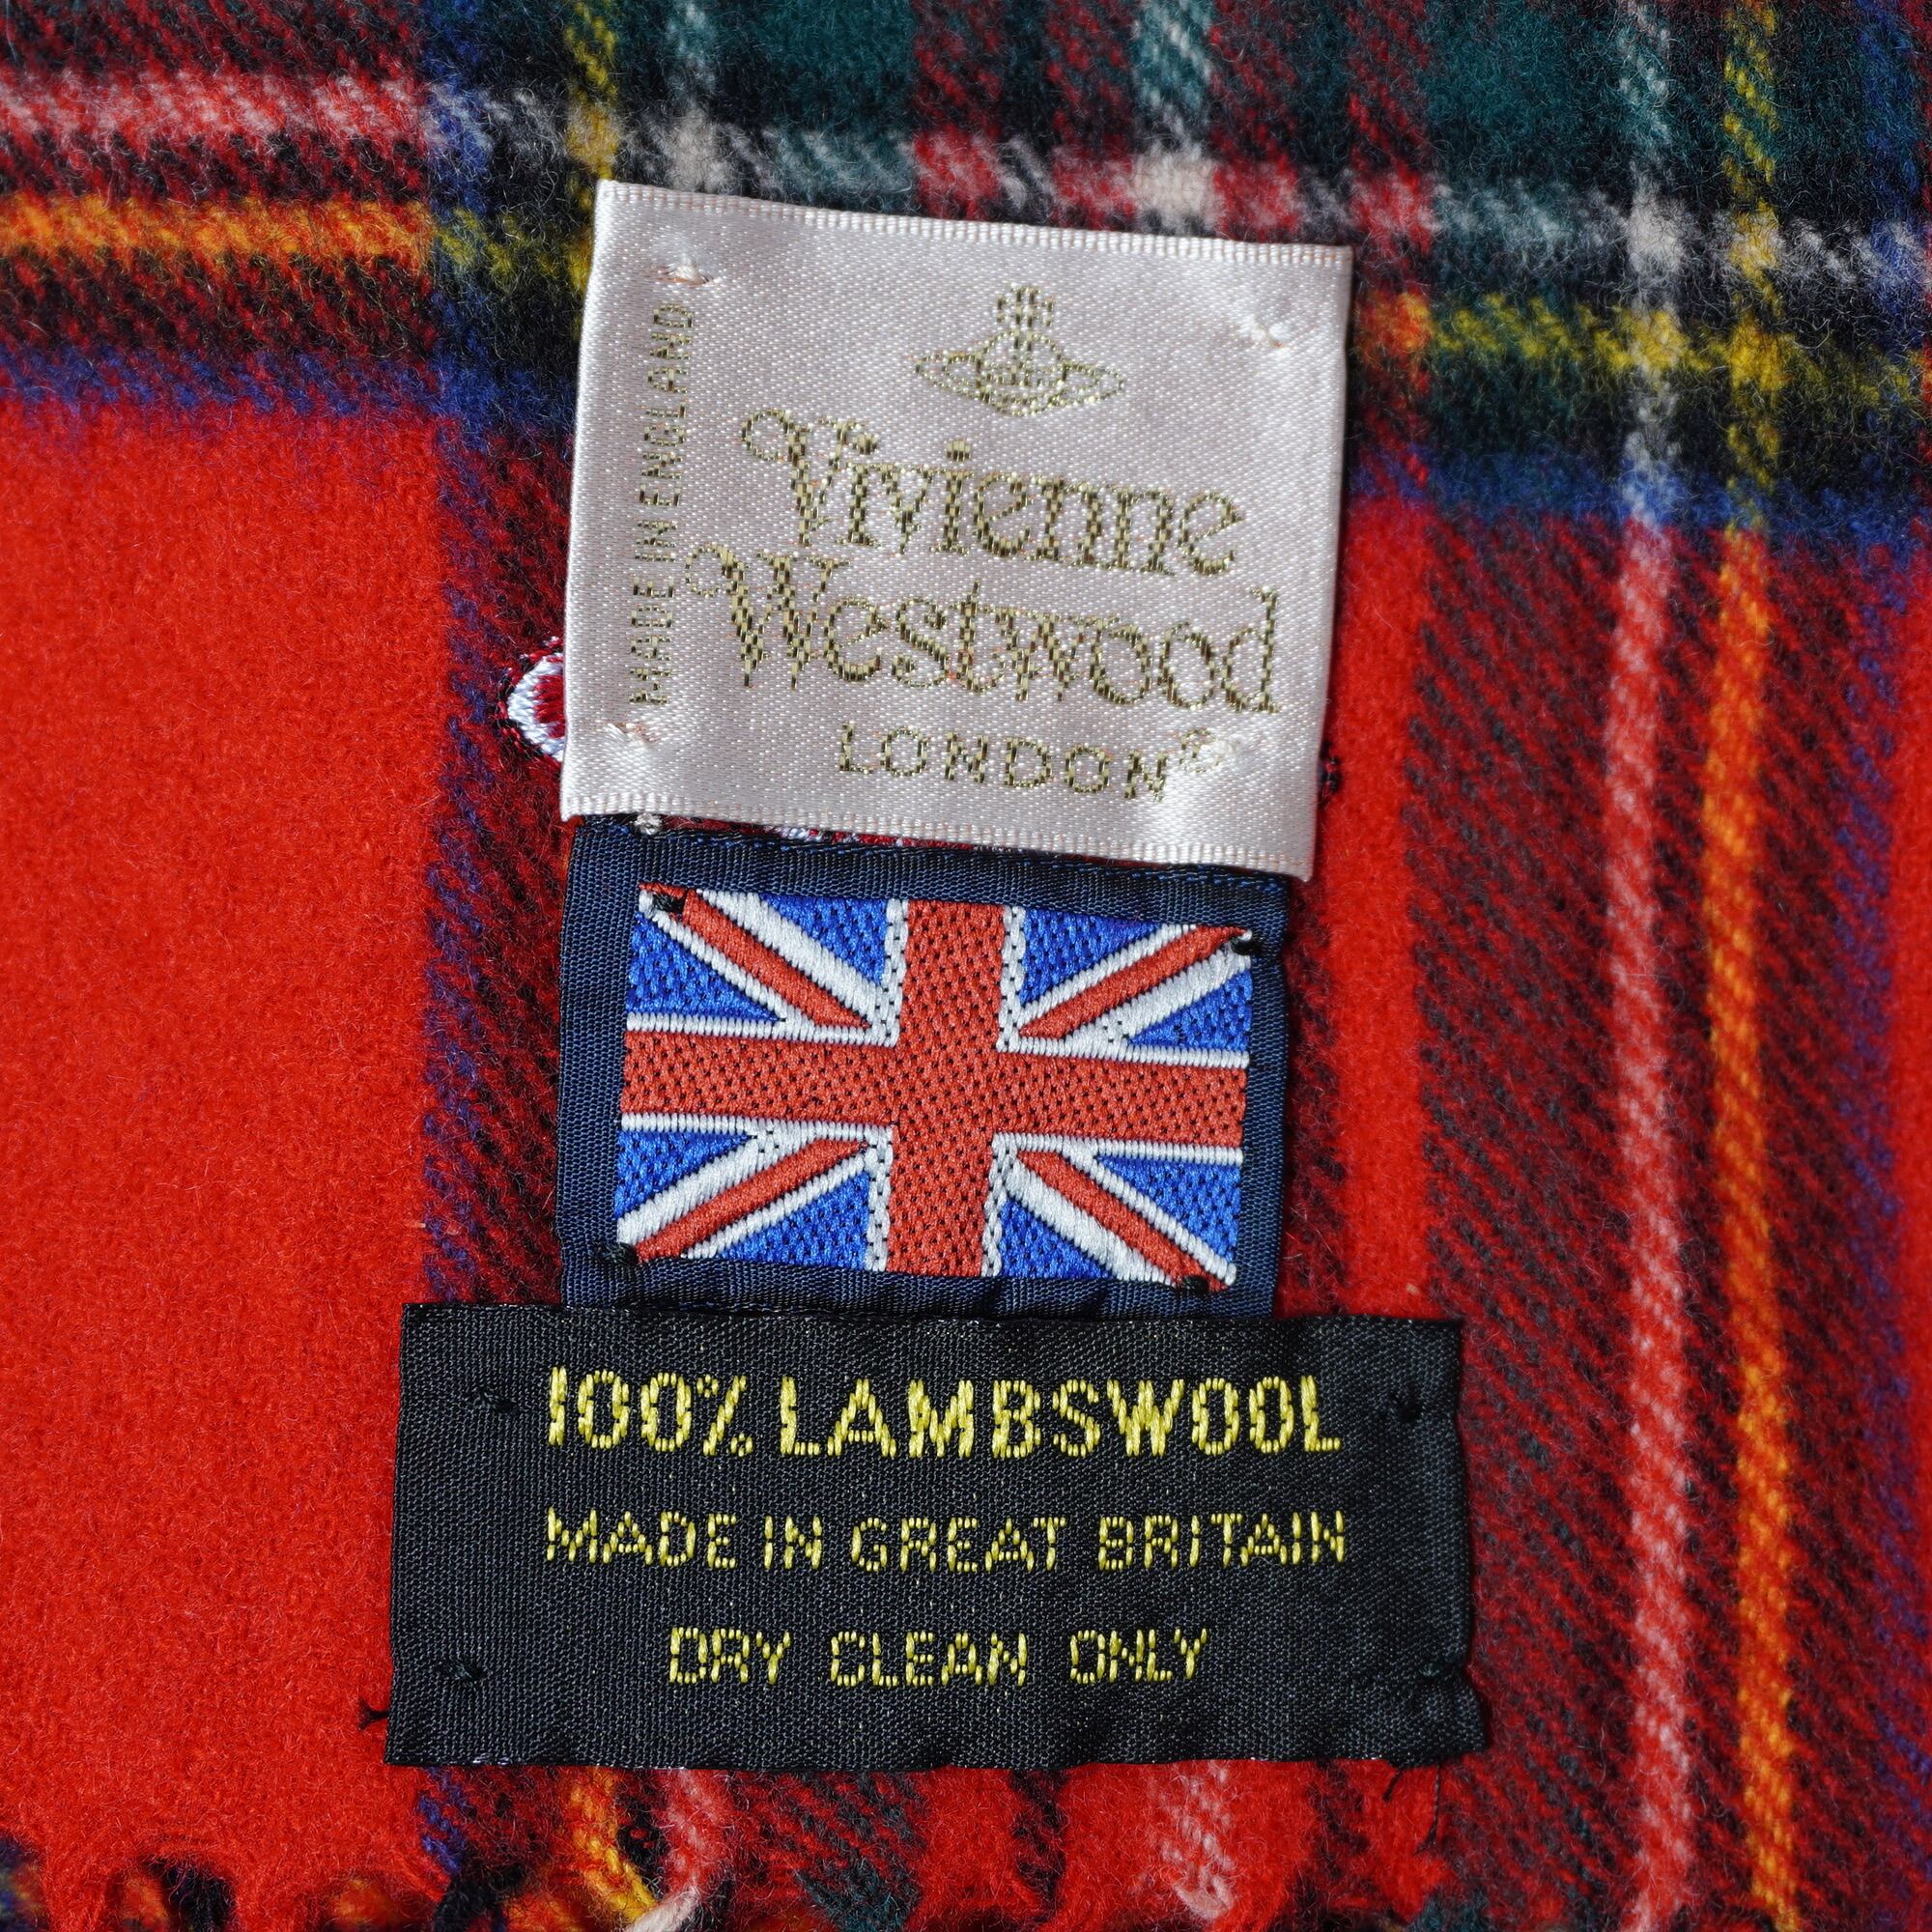 MADE IN ENGLAND
Vivienne
Westwood
LONDON
100% LAMBSWOOL
MADE IN GREAT BRITAIN
DRY CLEAN ONLY